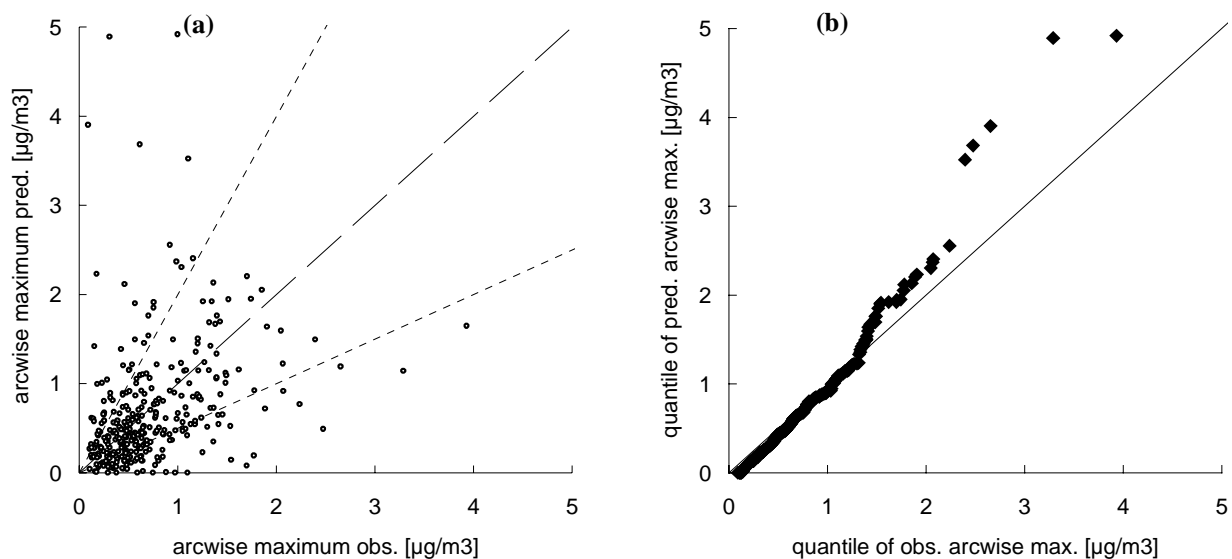 (a)
5
4
3
2
1
0
arcwise maximum pred. [µg/m3]
0 1 2 3 4 5
arcwise maximum obs. [µg/m3]
(b)
5
4
3
2
1
0
quantile of pred. arcwise max. [µg/m3]
0 1 2 3 4 5
quantile of obs. arcwise max. [µg/m3]